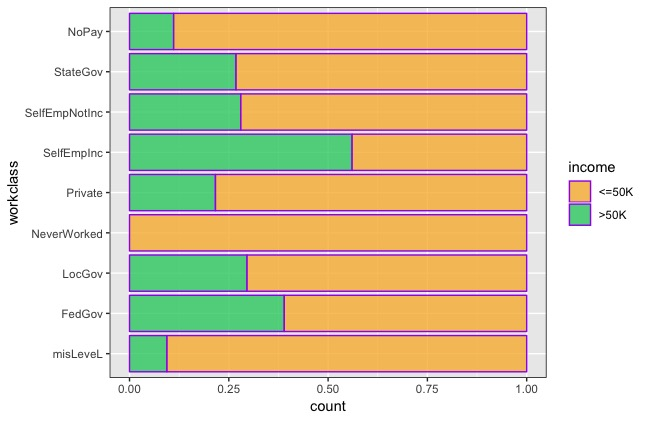 NoPay
StateGov
SelfEmpNotInc
SelfEmpInc
Private
NeverWorked
LocGov
FedGov
misLeveL
workclass
0.00 0.25 0.50 0.75 1.00
count
income
<=50K
>50K